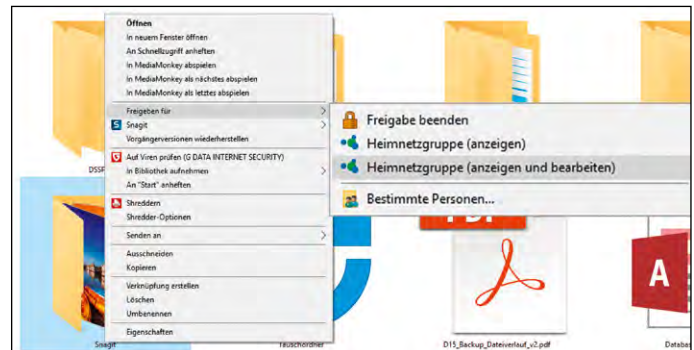 Öffnen
In neuem Fenster öffnen
An Schnellzugriff anheften
In MediaMonkey abspielen
In MediaMonkey als nächstes abspielen
In MediaMonkey als letztes abspielen
Freigeben für
Snagit
Vorgängerversionen wiederherstellen
Auf Viren prüfen (G DATA INTERNET SECURITY)
In Bibliothek aufnehmen
An "Start" anheften
Shreddern
Shredder-Optionen
Senden an
Ausschneiden
Kopieren
Verknüpfung erstellen
Löschen
Umbenennen
Eigenschaften
Freigabe beenden
Heimnetzgruppe (anzeigen)
Heimnetzgruppe (anzeigen und bearbeiten)
Bestimmte Personen...
A
Snagit
Tauschordner
D15_Backup_Dateiverlauf_v2.pdf